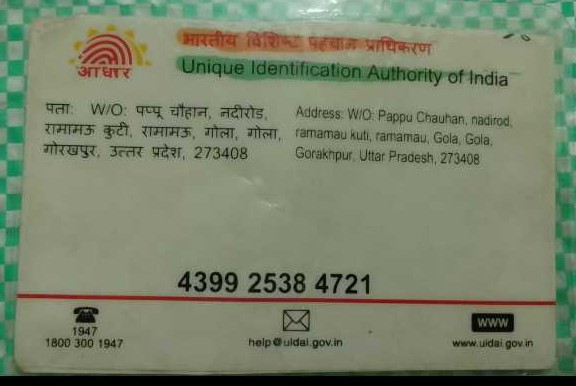 आधार
भारतीय विशिष्ट पहचान प्राधिकरण
Unique Identification Authority of India
पता: W/O: पप्पू चौहान, नदीरोड,
रामामऊ कुटी, रामामऊ, गोला, गोला,
गोरखपुर, उत्तर प्रदेश, 273408
Address: W/O: Pappu Chauhan, nadirod,
ramamau kuti, ramamau, Gola, Gola,
Gorakhpur, Uttar Pradesh, 273408
4399 2538 4721
1947
1800 300 1947
help@uidai.gov.in
www
www.uidai.gov.in